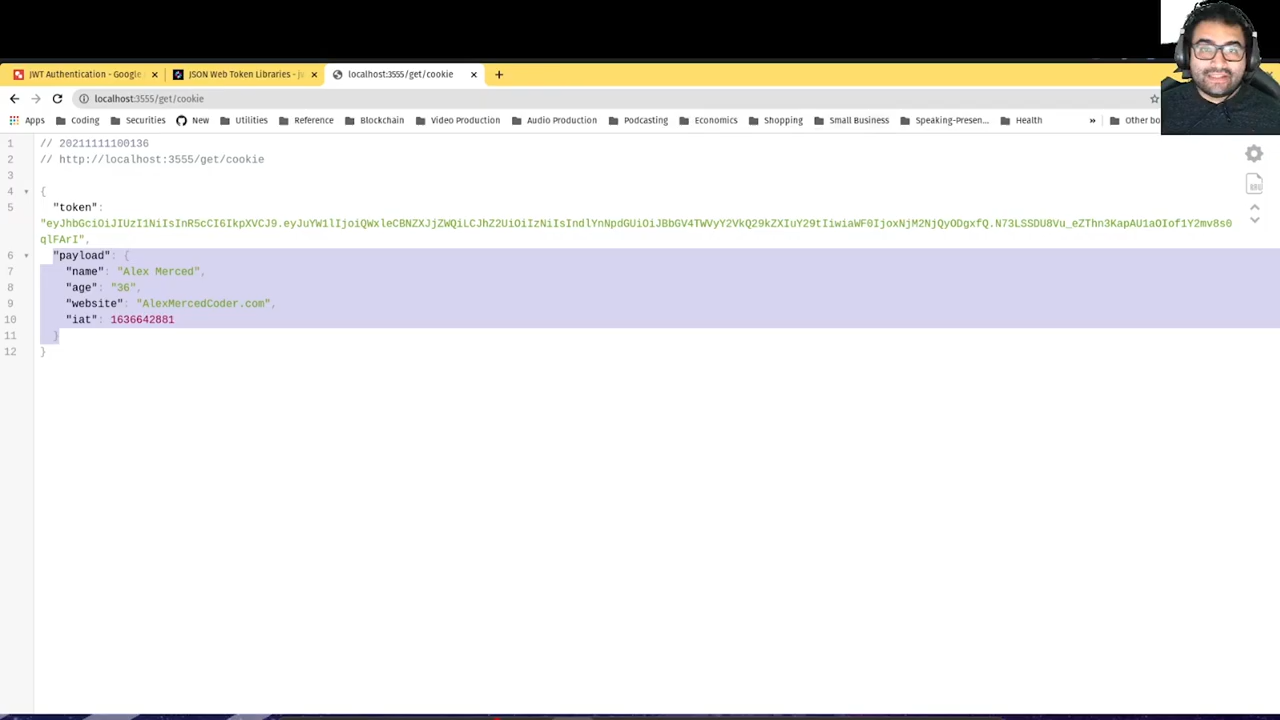 JWT Authentication - Google
JSON Web Token Libraries - jw
localhost:3555/get/cookie
localhost:3555/get/cookie
Apps Coding Securities New Utilities Reference Blockchain Video Production Audio Production Podcasting Economics Shopping Small Business Speaking-Presen... Health » Other bo
1 // 20211111100136
2 // http://localhost:3555/get/cookie
3
4 {
5 "token":
"eyJhbGciOiJIUzI1NiIsInR5cCI6IkpXVCJ9.eyJuYW1lIjoiQWxleCBNZXJjZWQiLCJhZ2UiOiIzNiIsIndlYnNpdGUiOiJBbGV4TWVyY2VkQ29kZXIuY29tIiwiaWF0IjoxNjM2NjQyODgxfQ.N73LSSDU8Vu_eZThn3KapAU1aOIof1Y2mv8s0
qlFArI",
6 "payload": {
7 "name": "Alex Merced",
8 "age": "36",
9 "website": "AlexMercedCoder.com",
10 "iat": 1636642881
11 }
12 }